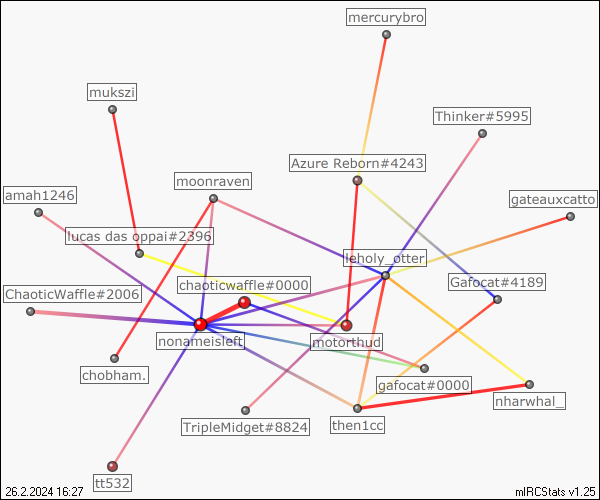 mercurybro
mukszi
Thinker#5995
Azure Reborn#4243
moonraven
amah1246
gateauxcatto
lucas das oppai#2396
leholy_otter
chaoticwaffle#0000
Gafocat#4189
ChaoticWaffle#2006
nonameisleft
motorthud
chobham.
gafocat#0000
nharwhal_
TripleMidget#8824
then1cc
tt532
26.2.2024 16:27
mIRCStats v1.25